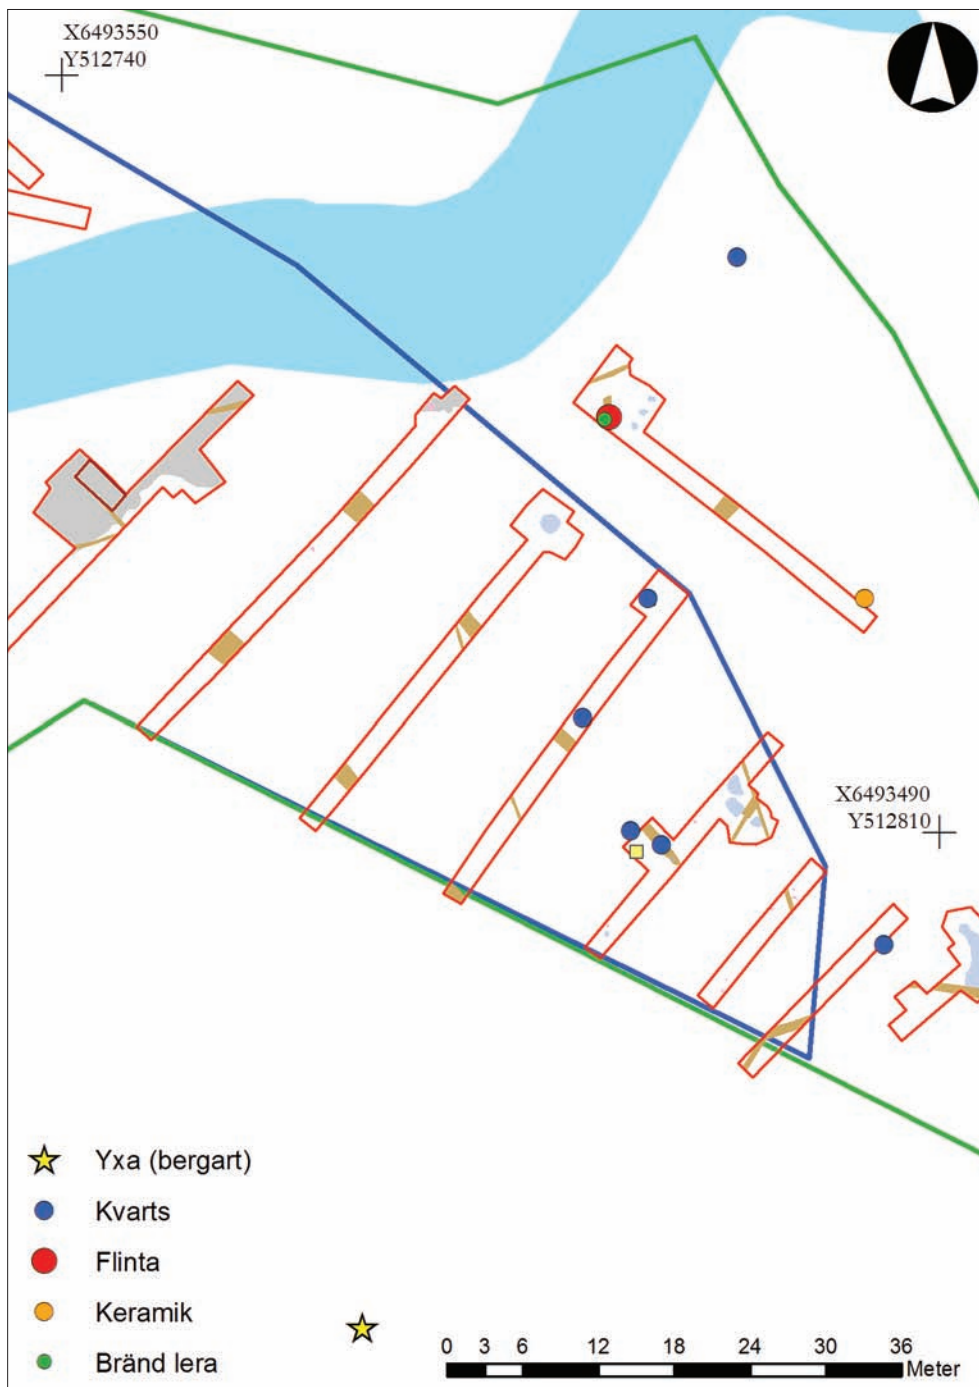 X6493550
Y512740
X6493490
Y512810
Yxa (bergart)
Kvarts
Flinta
Keramik
Bränd lera
0 3 6 12 18 24 30 36
Meter